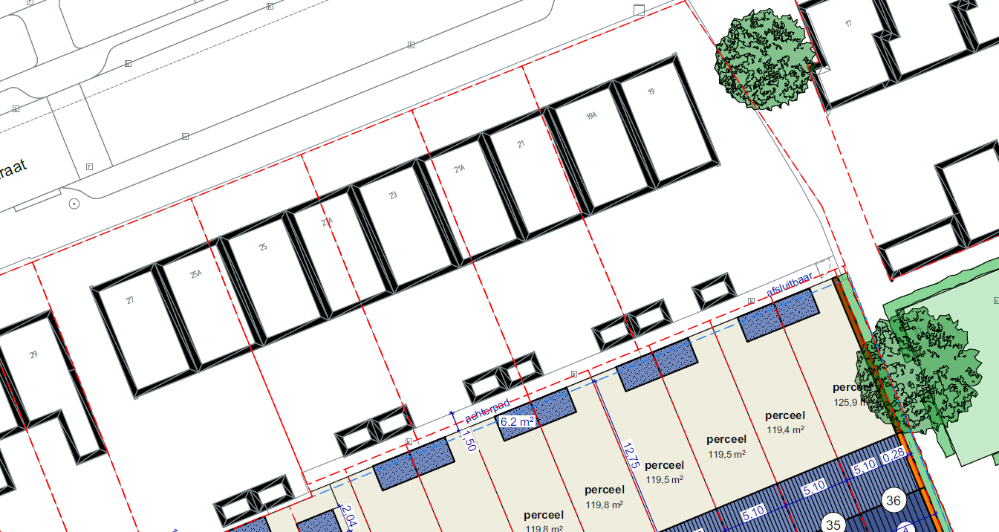 17
19
19A
21
21A
23
23A
25
25A
27
29
raat
afsluitbaar
achterpad
6,2 m²
1,50
12,75
2,04
perceel
125,9 m
perceel
119,4 m²
perceel
119,5 m²
perceel
119,5 m²
perceel
119,8 m²
perceel
119,8 m²
5,10
5,10
5,10
0,28
36
35
A
k
k
k
k
k
k
k
k
k
k
r
r